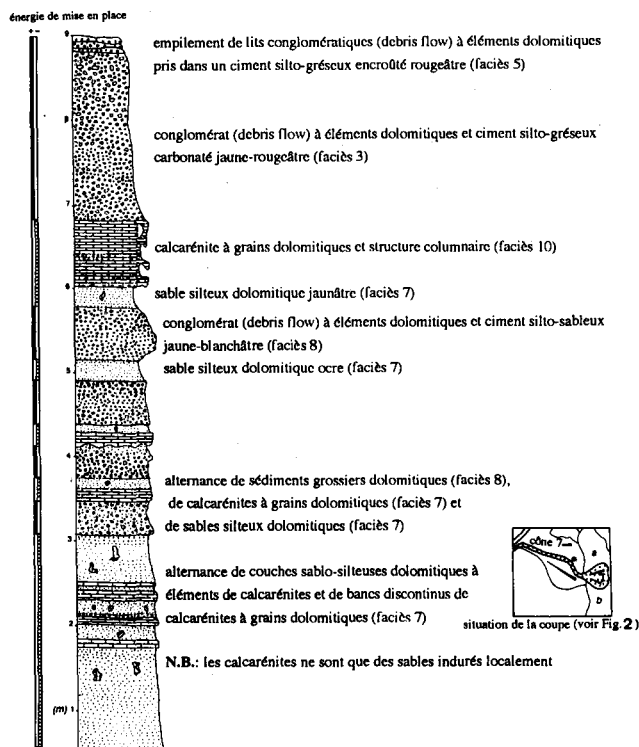 énergie de mise en place
+ -
9
empilement de lits conglomératiques (debris flow) à éléments dolomitiques
pris dans un ciment silto-gréseux encroûté rougeâtre (faciès 5)
8
conglomérat (debris flow) à éléments dolomitiques et ciment silto-gréseux
carbonaté jaune-rougeâtre (faciès 3)
7
calcarénite à grains dolomitiques et structure columnaire (faciès 10)
6
sable silteux dolomitique jaunâtre (faciès 7)
conglomérat (debris flow) à éléments dolomitiques et ciment silto-sableux
jaune-blanchâtre (faciès 8)
5
sable silteux dolomitique ocre (faciès 7)
4
alternance de sédiments grossiers dolomitiques (faciès 8),
de calcarénites à grains dolomitiques (faciès 7) et
de sables silteux dolomitiques (faciès 7)
3
cône 7
alternance de couches sablo-silteuses dolomitiques à
éléments de calcarénites et de bancs discontinus de
calcarénites à grains dolomitiques (faciès 7)
2
situation de la coupe (voir Fig. 2)
N.B.: les calcarénites ne sont que des sables indurés localement
(m) 1